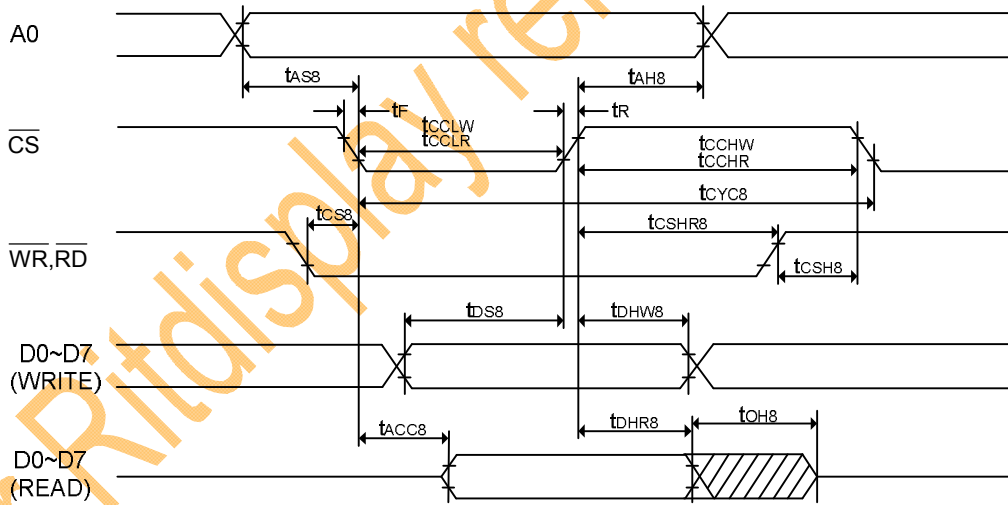 A0
tAS8
tAH8
tF
tR
CS
tCCLW
tCCLR
tCCHW
tCCHR
tCYC8
tCS8
tCSHR8
WR,RD
tCSH8
tDS8
tDHW8
D0~D7
(WRITE)
tACC8
tDHR8
tOH8
D0~D7
(READ)
Ritdisplay